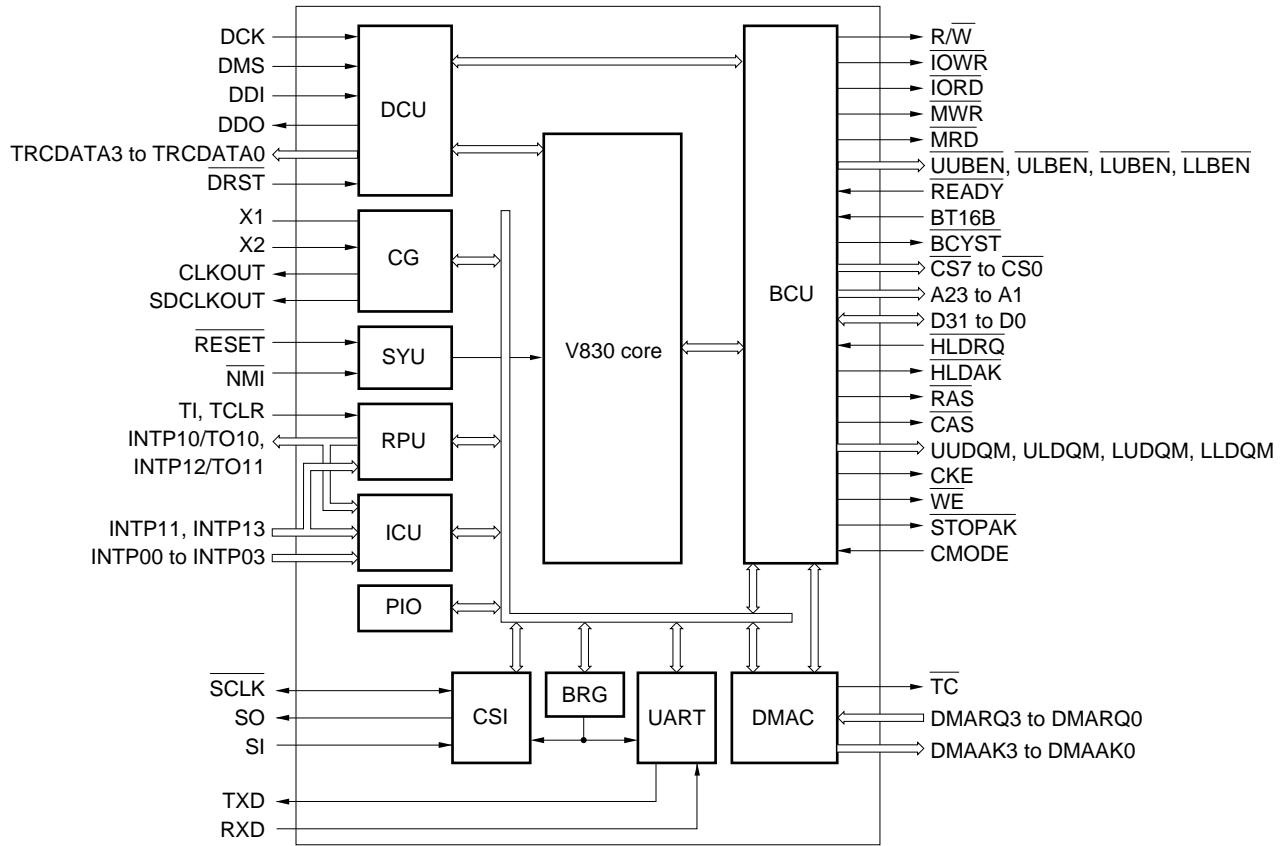 DCK
DMS
DDI
DDO
TRCDATA3 to TRCDATA0
DRST
X1
X2
CLKOUT
SDCLKOUT
RESET
NMI
TI, TCLR
INTP10/TO10,
INTP12/TO11
INTP11, INTP13
INTP00 to INTP03
SCLK
SO
SI
TXD
RXD
DCU
CG
SYU
RPU
ICU
PIO
V830 core
BCU
CSI
BRG
UART
DMAC
R/W
IOWR
IORD
MWR
MRD
UUBEN, ULBEN, LUBEN, LLBEN
READY
BT16B
BCYST
CS7 to CS0
A23 to A1
D31 to D0
HLDRQ
HLDAK
RAS
CAS
UUDQM, ULDQM, LUDQM, LLDQM
CKE
WE
STOPAK
CMODE
TC
DMARQ3 to DMARQ0
DMAAK3 to DMAAK0